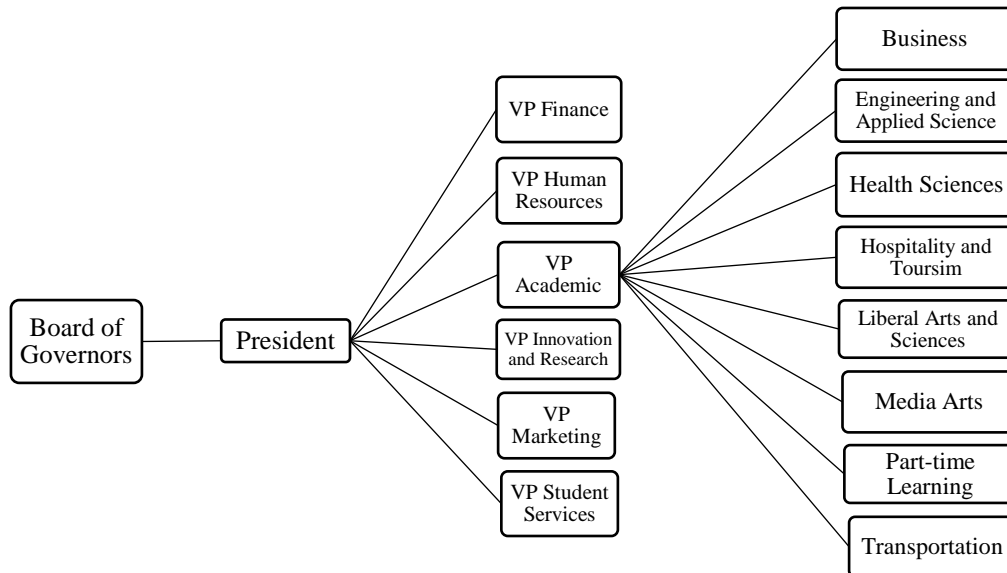 Board of
Governors
President
VP Finance
VP Human
Resources
VP
Academic
VP Innovation
and Research
VP
Marketing
VP Student
Services
Business
Engineering and
Applied Science
Health Sciences
Hospitality and
Toursim
Liberal Arts and
Sciences
Media Arts
Part-time
Learning
Transportation